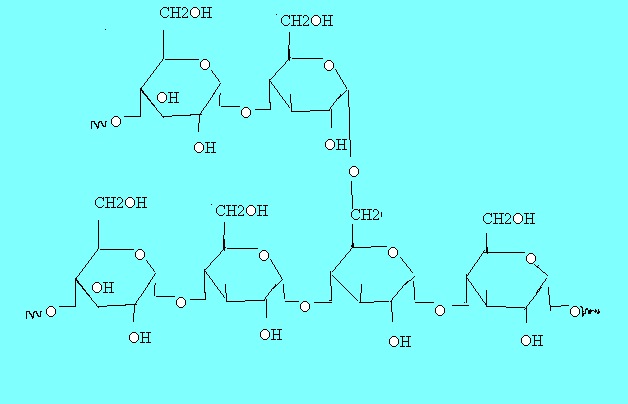 CH2OH CH2OH
O O
OH
O O
OH OH
O
CH2OH CH2OH CH2 CH2OH
O O O O
OH
O O O O O
OH OH OH OH